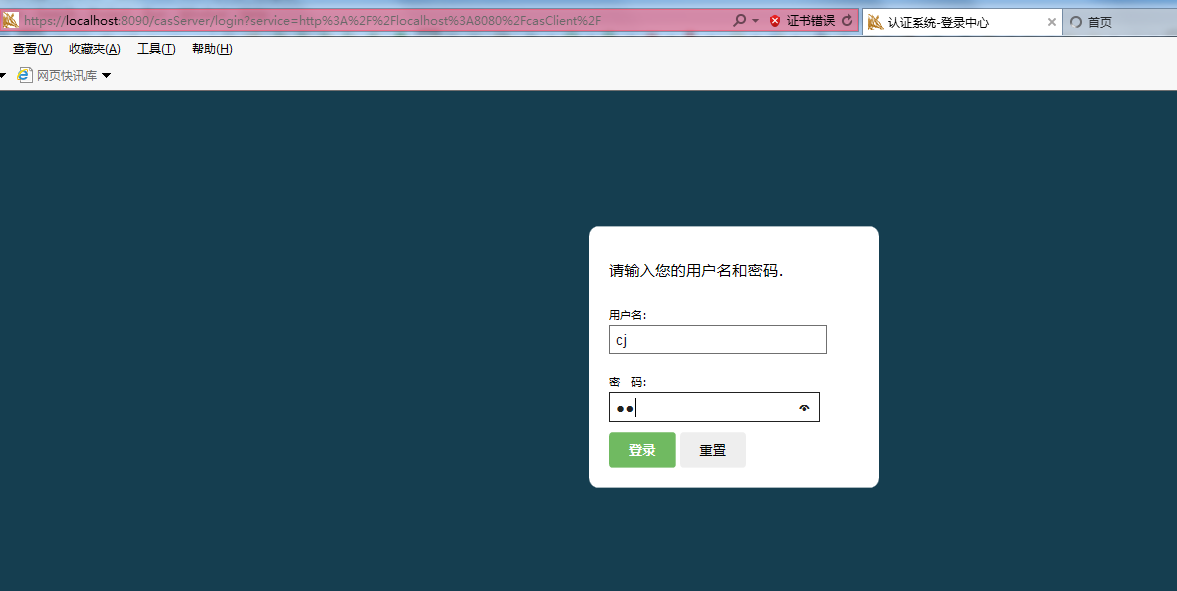 https://localhost:8090/casServer/login?service=http%3A%2F%2Flocalhost%3A8080%2FcasClient%2F 证书错误 认证系统-登录中心 首页
查看(V) 收藏夹(A) 工具(T) 帮助(H)
网页快讯库
请输入您的用户名和密码.
用户名:
cj
密 码:
登录 重置